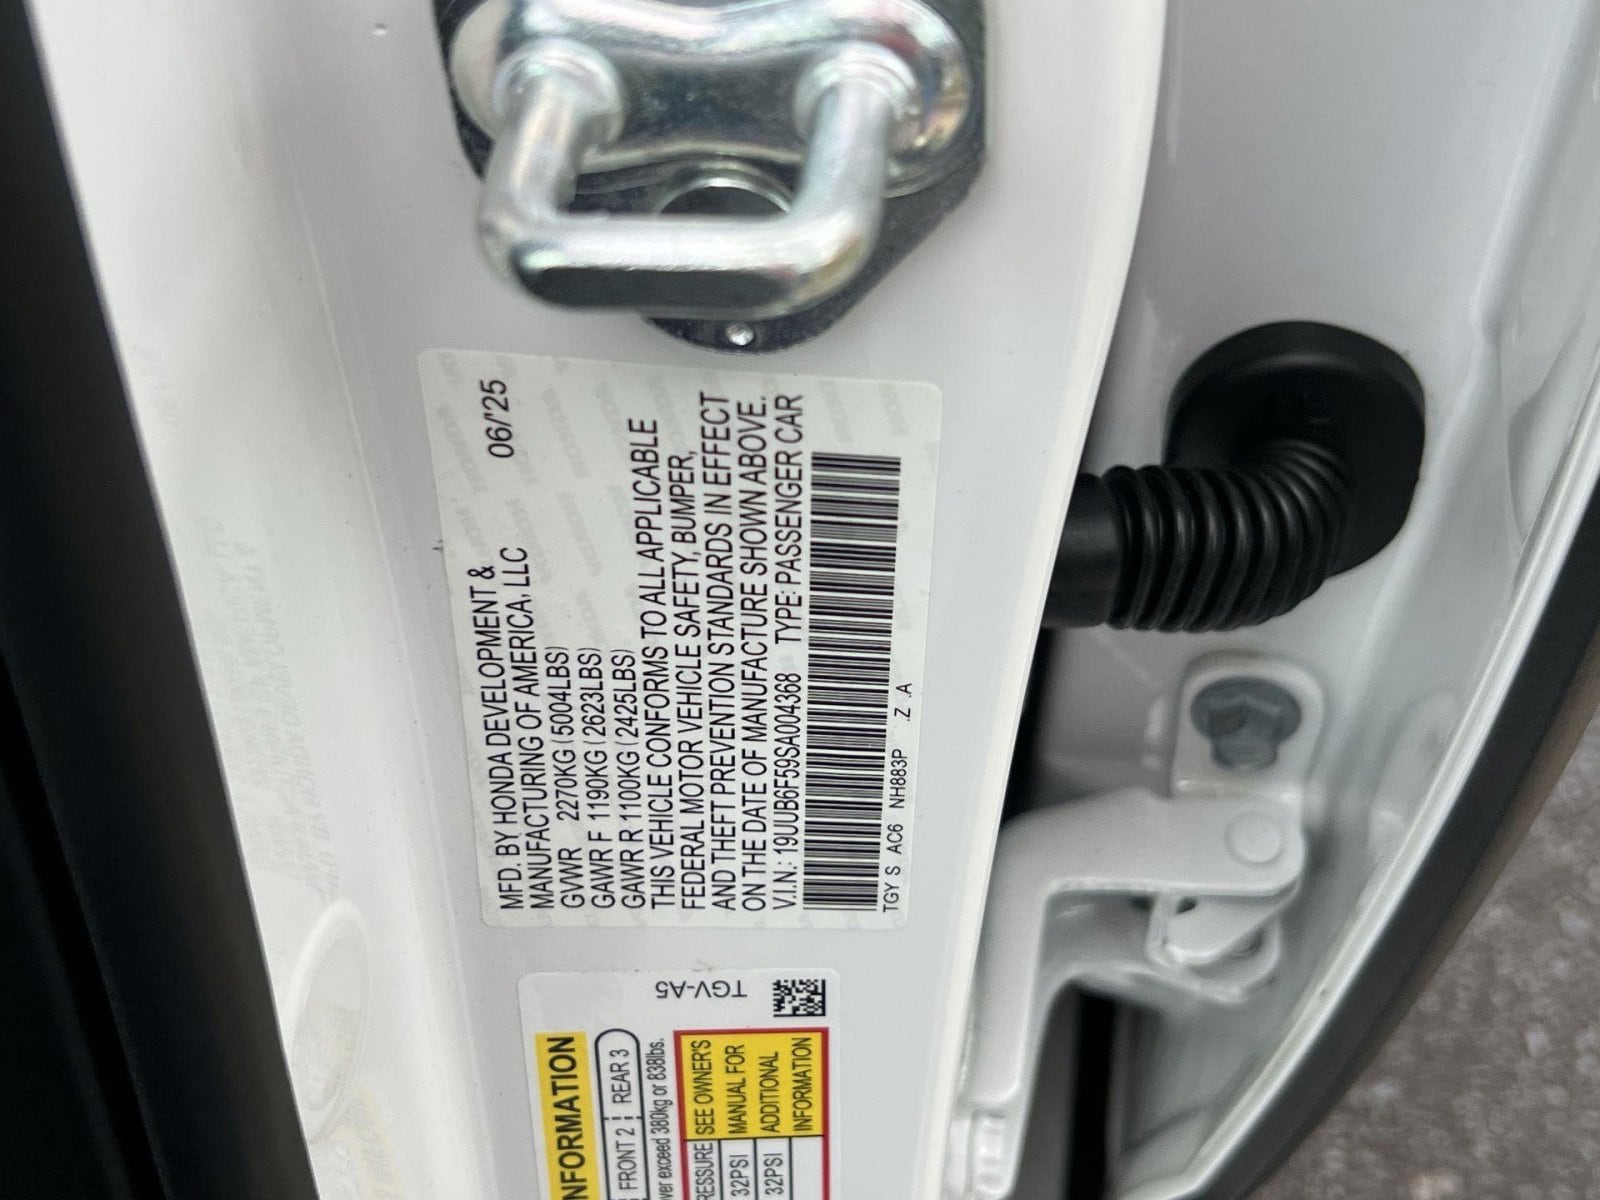 MFD. BY HONDA DEVELOPMENT & 06/'25
MANUFACTURING OF AMERICA, LLC
GVWR 2270KG (5004LBS)
GAWR F 1190KG (2623LBS)
GAWR R 1100KG (2425LBS)
THIS VEHICLE CONFORMS TO ALL APPLICABLE
FEDERAL MOTOR VEHICLE SAFETY, BUMPER,
AND THEFT PREVENTION STANDARDS IN EFFECT
ON THE DATE OF MANUFACTURE SHOWN ABOVE.
V.I.N.: 19UUB6F59SA004368 TYPE: PASSENGER CAR
TGY S AC6 NH883P .Z .A
TGV-A5
INFORMATION
FRONT 2 REAR 3
exceed 380kg or 838lbs.
SEE OWNER'S
MANUAL FOR
ADDITIONAL
INFORMATION
32PSI
32PSI